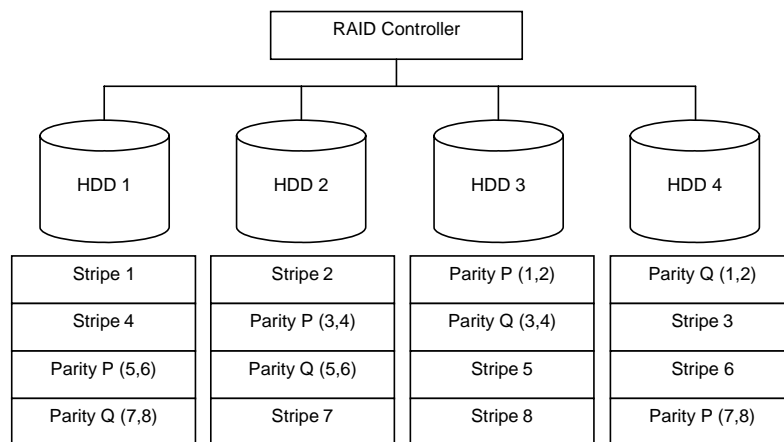 RAID Controller
HDD 1
HDD 2
HDD 3
HDD 4
Stripe 1
Stripe 2
Parity P (1,2)
Parity Q (1,2)
Stripe 4
Parity P (3,4)
Parity Q (3,4)
Stripe 3
Parity P (5,6)
Parity Q (5,6)
Stripe 5
Stripe 6
Parity Q (7,8)
Stripe 7
Stripe 8
Parity P (7,8)